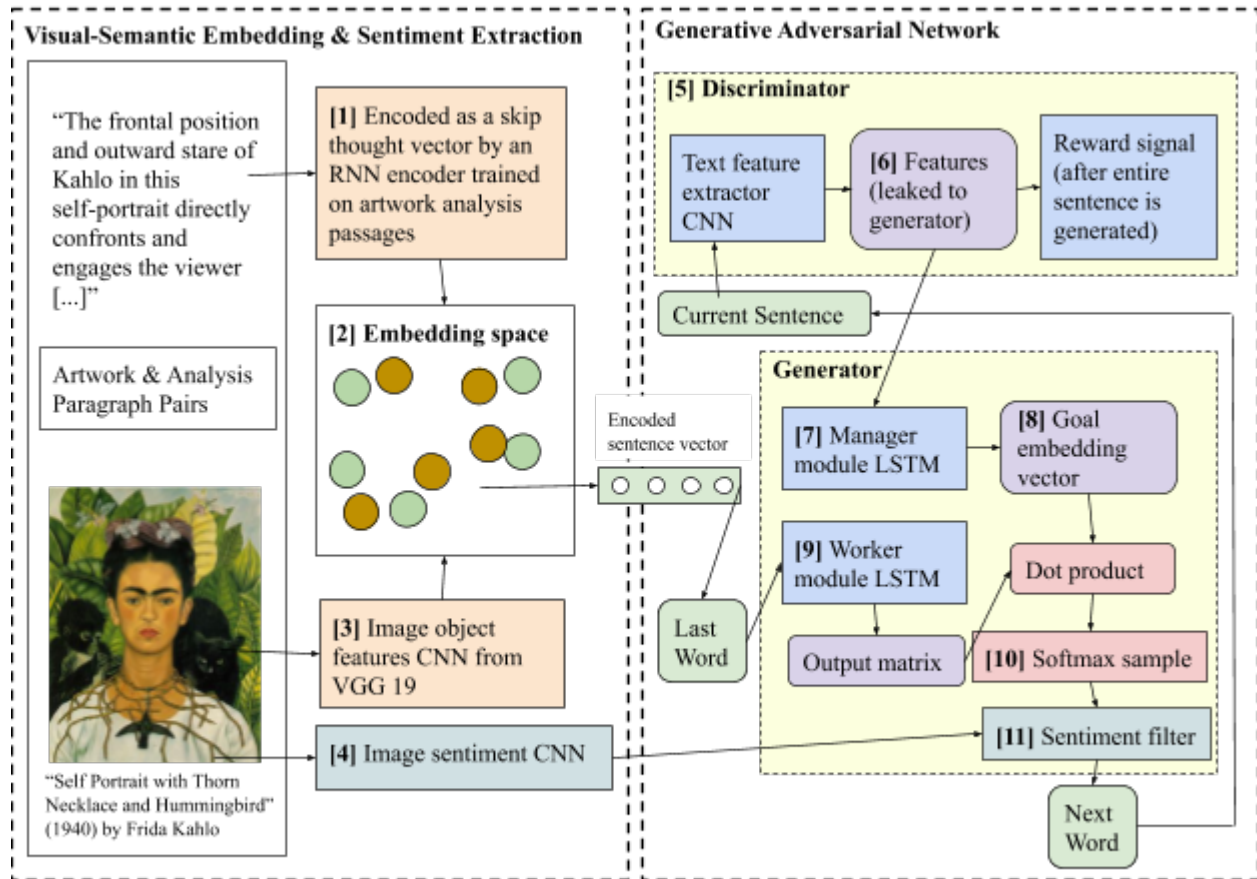 Visual-Semantic Embedding & Sentiment Extraction
“The frontal position
and outward stare of
Kahlo in this
self-portrait directly
confronts and
engages the viewer
[...]”
Artwork & Analysis
Paragraph Pairs
“Self Portrait with Thorn
Necklace and Hummingbird”
(1940) by Frida Kahlo
[1] Encoded as a skip
thought vector by an
RNN encoder trained
on artwork analysis
passages
[2] Embedding space
[3] Image object
features CNN from
VGG 19
[4] Image sentiment CNN
Encoded
sentence vector
Generative Adversarial Network
[5] Discriminator
Text feature
extractor
CNN
[6] Features
(leaked to
generator)
Reward signal
(after entire
sentence is
generated)
Current Sentence
Generator
[7] Manager
module LSTM
[8] Goal
embedding
vector
[9] Worker
module LSTM
Dot product
Last
Word
Output matrix
[10] Softmax sample
[11] Sentiment filter
Next
Word